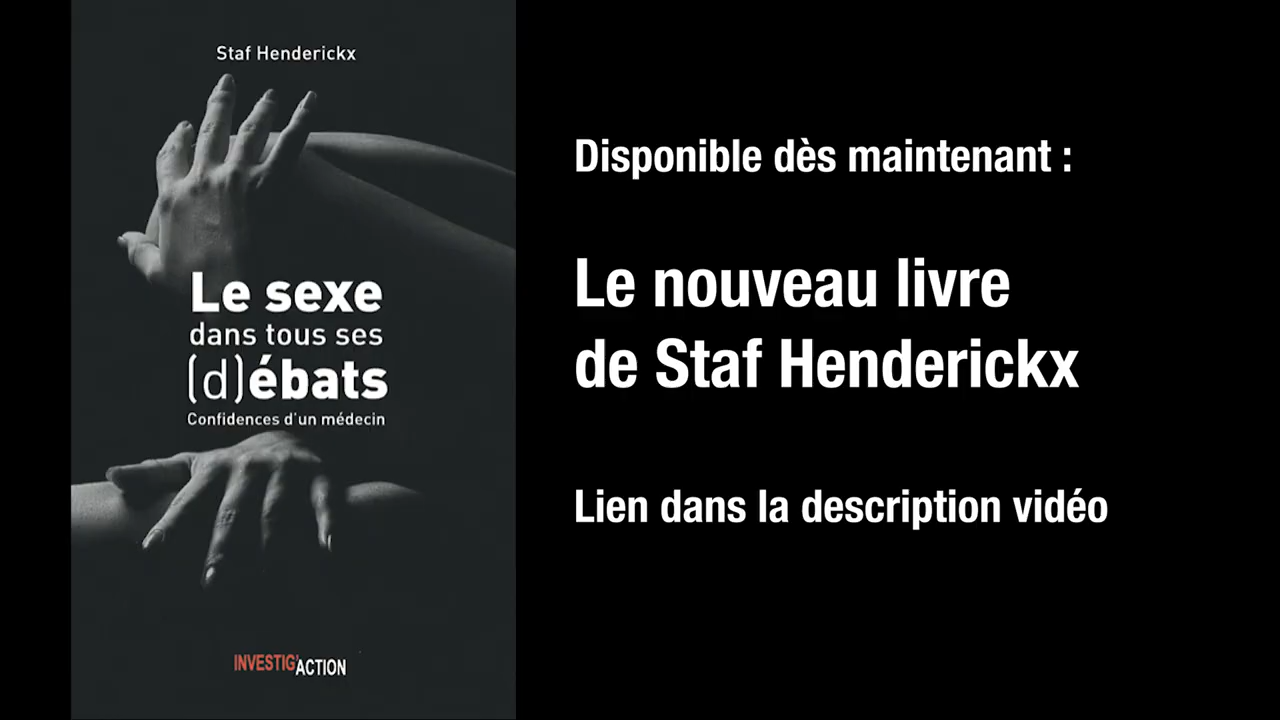 Staf Henderickx
Le sexe
dans tous ses
(d)ébats
Confidences d'un médecin
INVESTIG'ACTION
Disponible dès maintenant :
Le nouveau livre
de Staf Henderickx
Lien dans la description vidéo